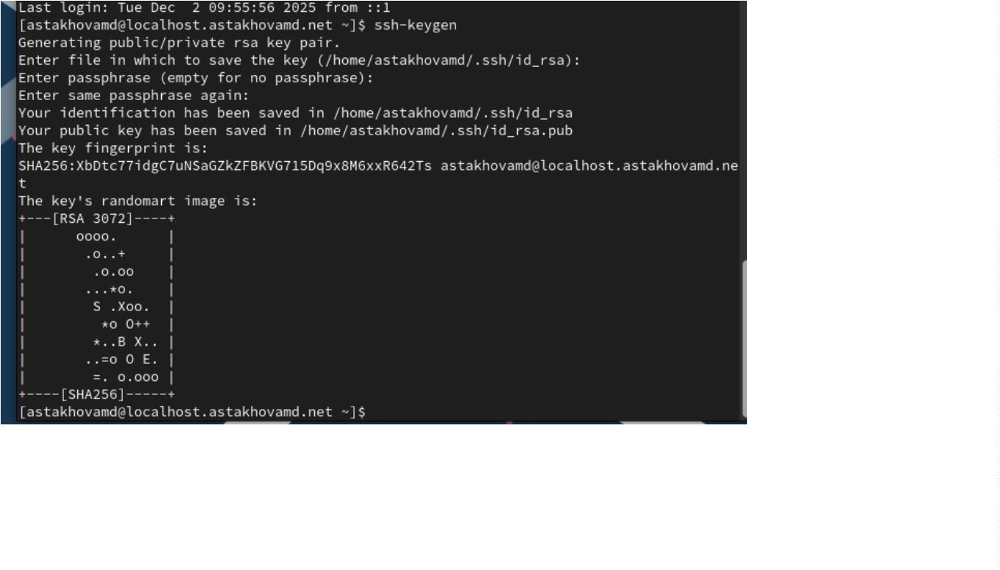 Last login: Tue Dec  2 09:55:56 2025 from ::1
[astakhovamd@localhost.astakhovamd.net ~]$ ssh-keygen
Generating public/private rsa key pair.
Enter file in which to save the key (/home/astakhovamd/.ssh/id_rsa):
Enter passphrase (empty for no passphrase):
Enter same passphrase again:
Your identification has been saved in /home/astakhovamd/.ssh/id_rsa
Your public key has been saved in /home/astakhovamd/.ssh/id_rsa.pub
The key fingerprint is:
SHA256:XbDtc77idgC7uNSaGZkZFBKVG715Dq9x8M6xxR642Ts astakhovamd@localhost.astakhovamd.ne
t
The key's randomart image is:
+---[RSA 3072]----+
|      oooo.      |
|       .o..+     |
|        .o.oo    |
|       ...*o.    |
|        S .Xoo.  |
|         *o O++  |
|        *..B X.. |
|       ..=o O E. |
|        =. o.ooo |
+----[SHA256]-----+
[astakhovamd@localhost.astakhovamd.net ~]$